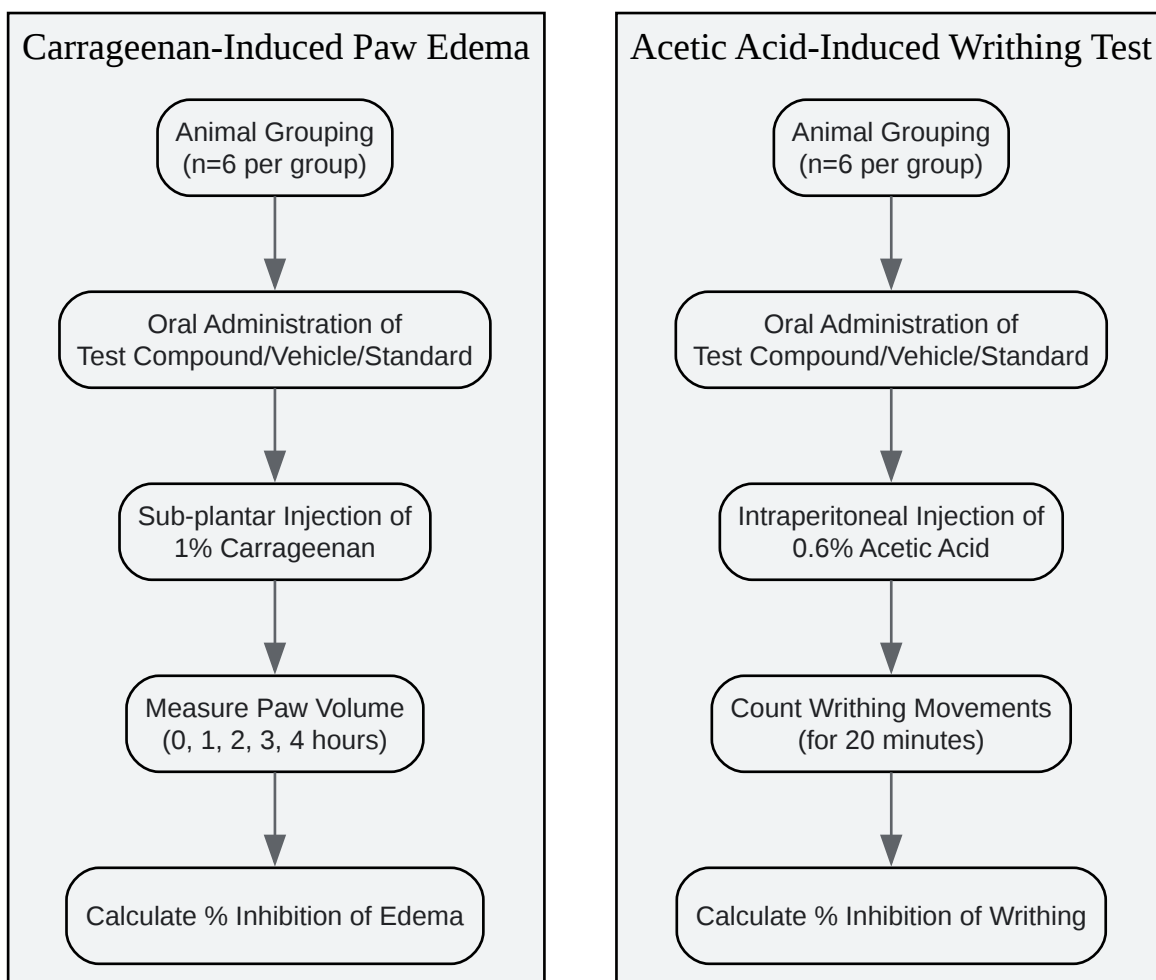 Carrageenan-Induced Paw Edema
Animal Grouping
(n=6 per group)
Oral Administration of
Test Compound/Vehicle/Standard
Sub-plantar Injection of
1% Carrageenan
Measure Paw Volume
(0, 1, 2, 3, 4 hours)
Calculate % Inhibition of Edema
Acetic Acid-Induced Writhing Test
Animal Grouping
(n=6 per group)
Oral Administration of
Test Compound/Vehicle/Standard
Intraperitoneal Injection of
0.6% Acetic Acid
Count Writhing Movements
(for 20 minutes)
Calculate % Inhibition of Writhing